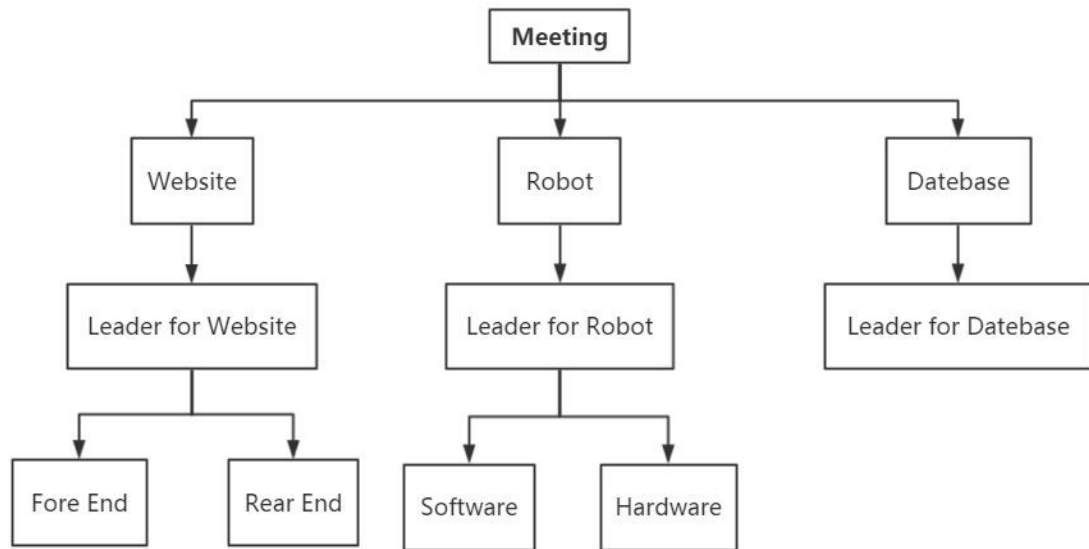 Meeting
Website
Robot
Datebase
Leader for Website
Leader for Robot
Leader for Datebase
Fore End
Rear End
Software
Hardware